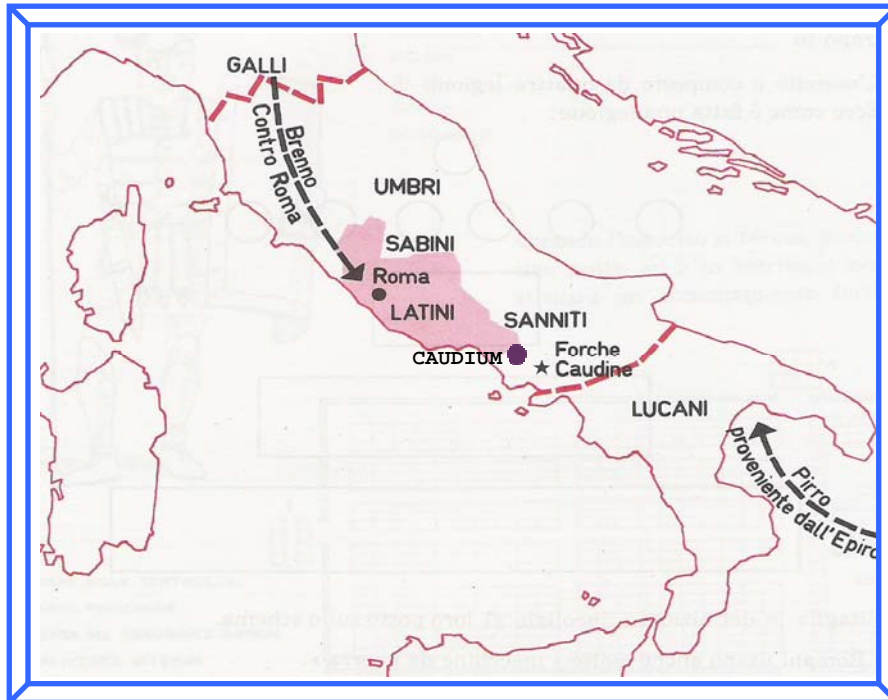 GALLI
Brenno
Contro Roma
UMBRI
SABINI
Roma
LATINI
SANNITI
CAUDIUM
Forche
Caudine
LUCANI
Pirro
proveniente dall'Epiro